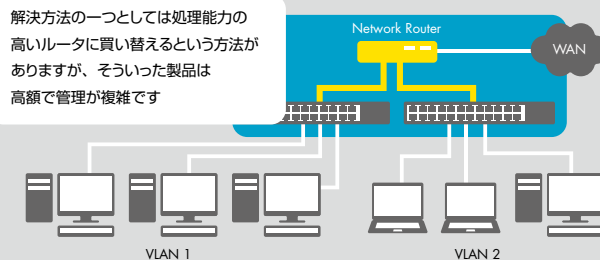 解決方法の一つとしては処理能力の
高いルータに買い替えるという方法が
ありますが、そういった製品は
高額で管理が複雑です
Network Router
WAN
VLAN 1
VLAN 2